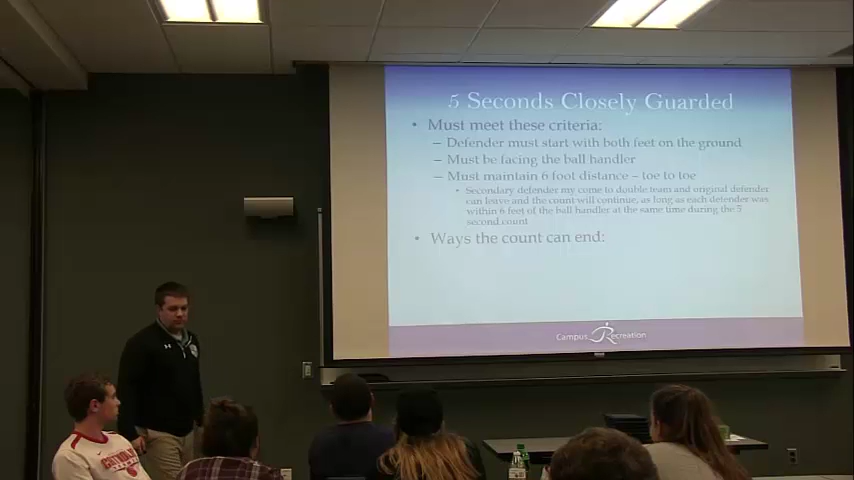 5 Seconds Closely Guarded
• Must meet these criteria:
– Defender must start with both feet on the ground
– Must be facing the ball handler
– Must maintain 6 foot distance – toe to toe
• Secondary defender my come to double team and original defender
can leave and the count will continue, as long as each defender was
within 6 feet of the ball handler at the same time during the 5
second count
• Ways the count can end:
Campus Recreation
CATHOLIC